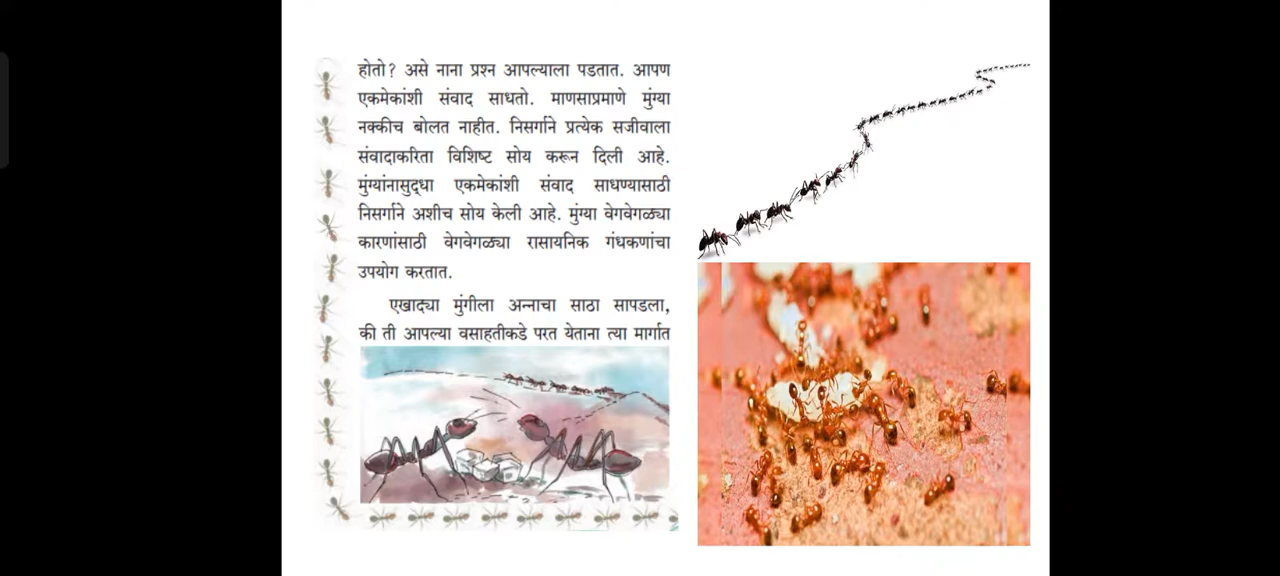 होतो? असे नाना प्रश्न आपल्याला पडतात. आपण
एकमेकांशी संवाद साधतो. माणसाप्रमाणे मुंग्या
नक्कीच बोलत नाहीत. निसर्गाने प्रत्येक सजीवाला
संवादाकरिता विशिष्ट सोय करून दिली आहे.
मुंग्यांनासुद्धा एकमेकांशी संवाद साधण्यासाठी
निसर्गाने अशीच सोय केली आहे. मुंग्या वेगवेगळ्या
कारणांसाठी वेगवेगळ्या रासायनिक गंधकणांचा
उपयोग करतात.
एखाद्या मुंगीला अन्नाचा साठा सापडला,
की ती आपल्या वसाहतीकडे परत येताना त्या मार्गात